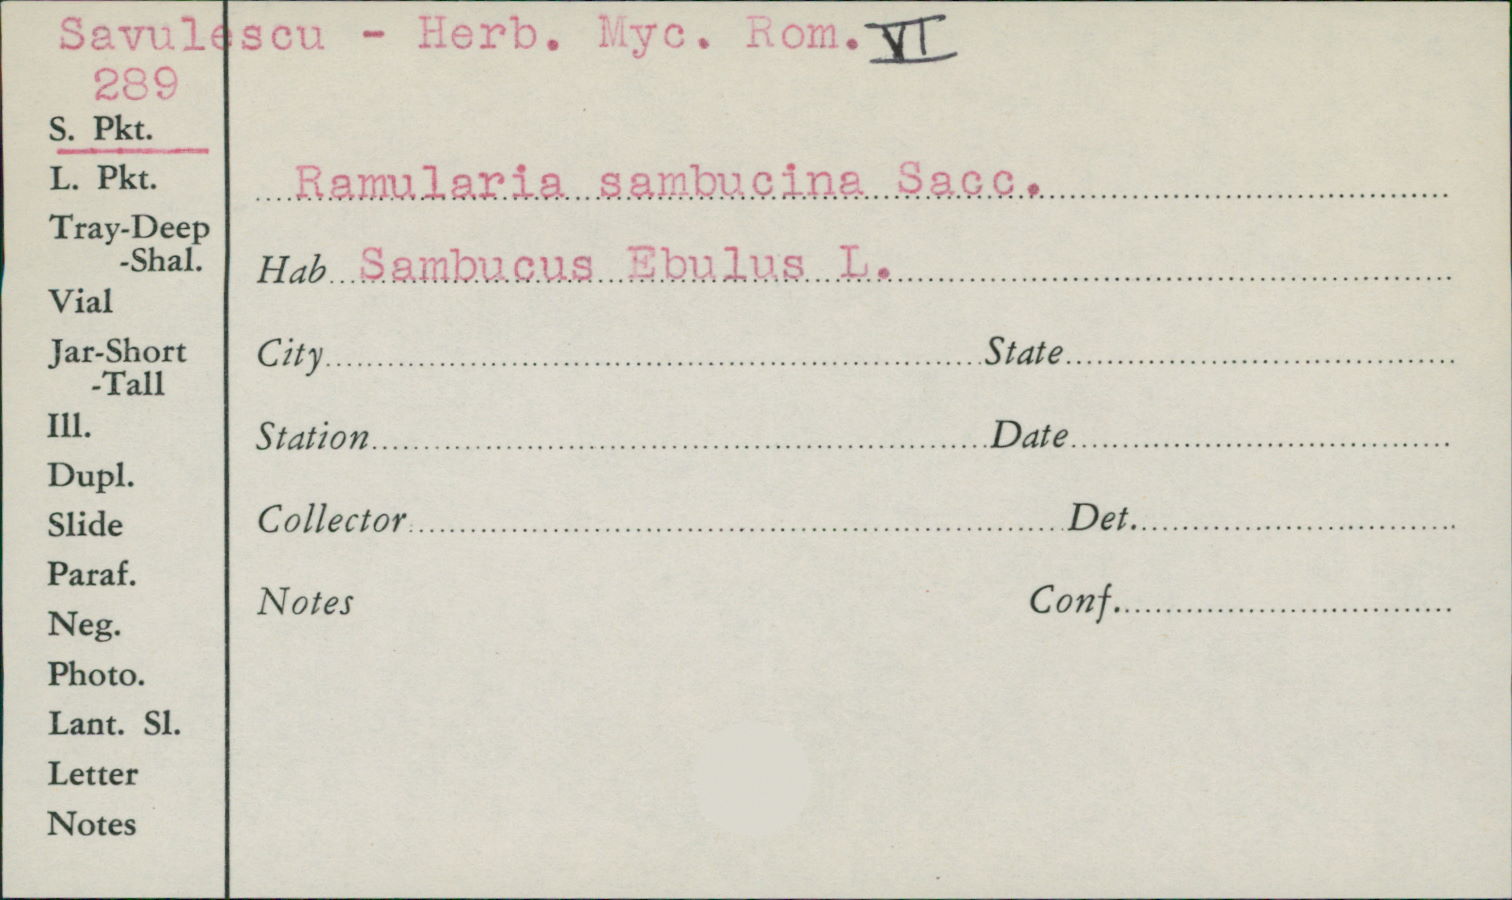 Savulescu - Herb. Myc. Rom. VI
289
S. Pkt.
L. Pkt.
Ramularia sambucina Sacc.
Tray-Deep
-Shal.
Hab Sambucus Ebulus L.
Vial
Jar-Short
-Tall
City State
Ill.
Station Date
Dupl.
Slide
Collector Det.
Paraf.
Notes Conf.
Neg.
Photo.
Lant. Sl.
Letter
Notes